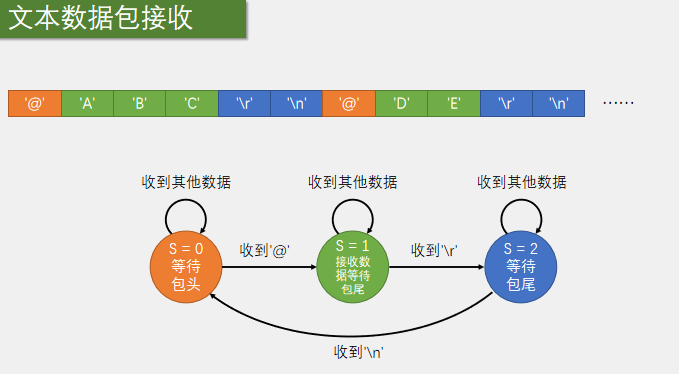 文本数据包接收
'@' 'A' 'B' 'C' '\r' '\n' '@' 'D' 'E' '\r' '\n' ……
收到其他数据 收到其他数据 收到其他数据
S = 0
等待
包头
收到'@'
S = 1
接收数
据等待
包尾
收到'\r'
S = 2
等待
包尾
收到'\n'